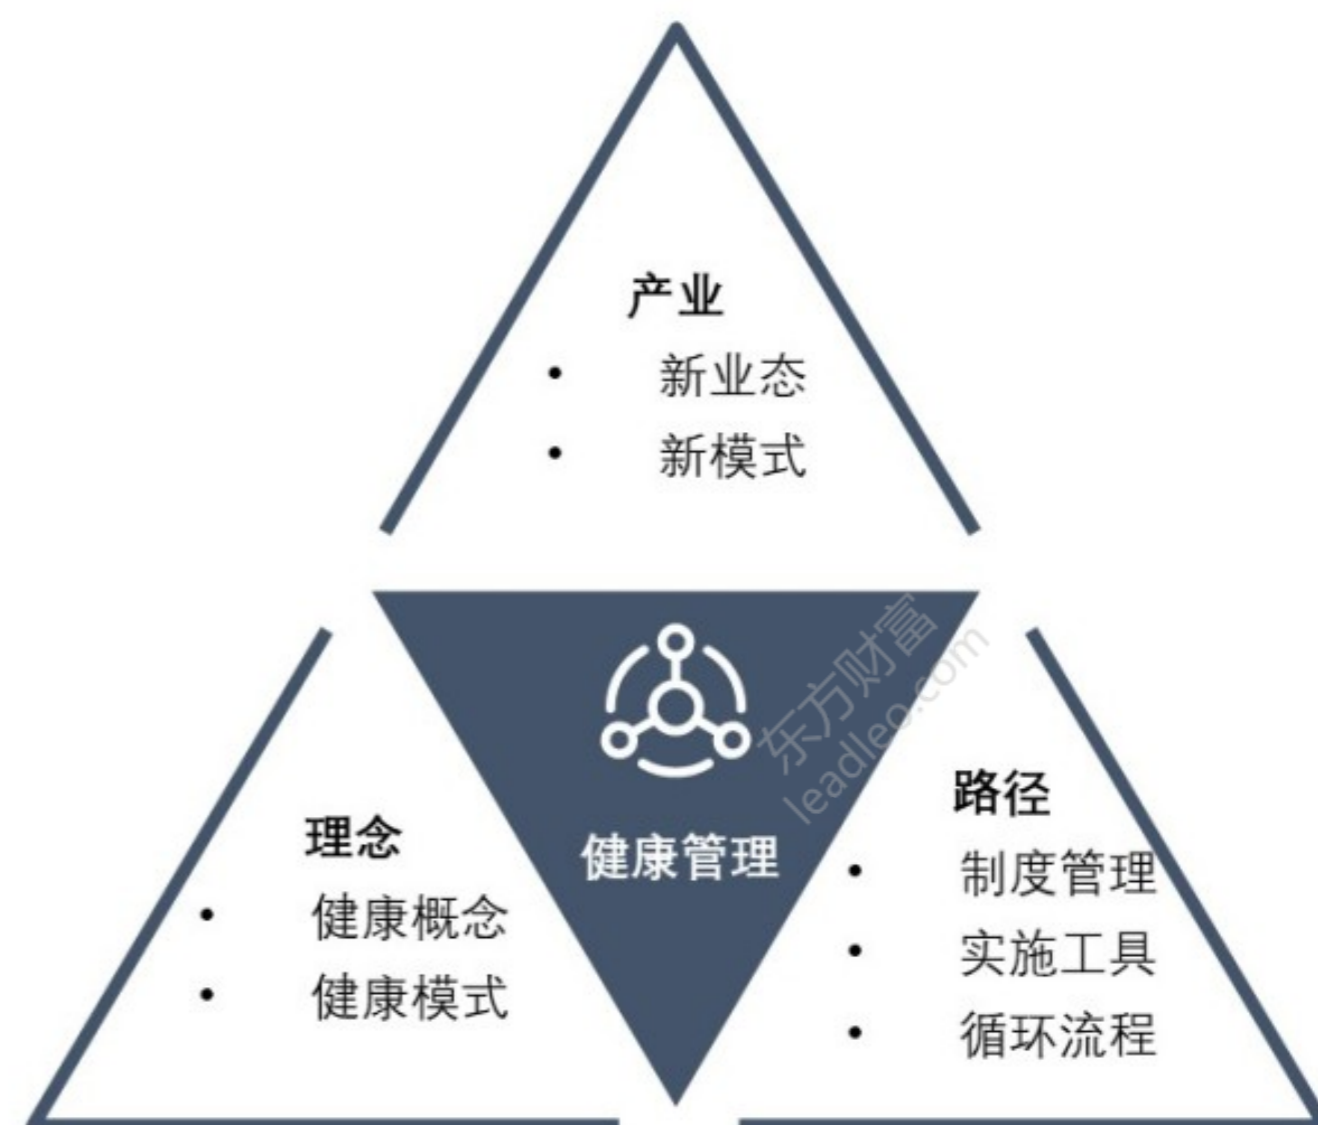 产业
新业态
新模式
健康管理
理念
健康概念
健康模式
路径
制度管理
实施工具
循环流程
东方财富
leadleo.com